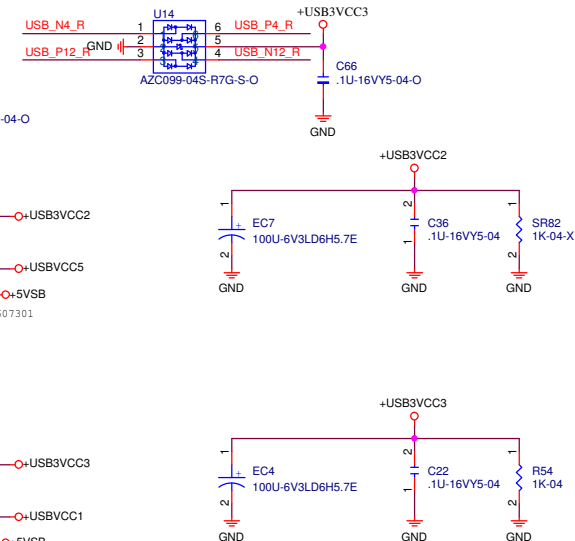 U14
+USB3VCC3
USB_N4_R 1 6 USB_P4_R
GND 2 5
USB_P12_R 3 4 USB_N12_R
AZC099-04S-R7G-S-O
C66
.1U-16VY5-04-O
GND
-04-O
+USB3VCC2
+USB3VCC2
1 2 1
EC7 C36 SR82
100U-6V3LD6H5.7E .1U-16VY5-04 1K-04-X
2 1 2
+
GND GND GND
+USBVCC5
+5VSB
607301
+USB3VCC3
+USB3VCC3
1 2 1
EC4 C22 R54
100U-6V3LD6H5.7E .1U-16VY5-04 1K-04
2 1 2
+
GND GND GND
+USBVCC1
+5VSB